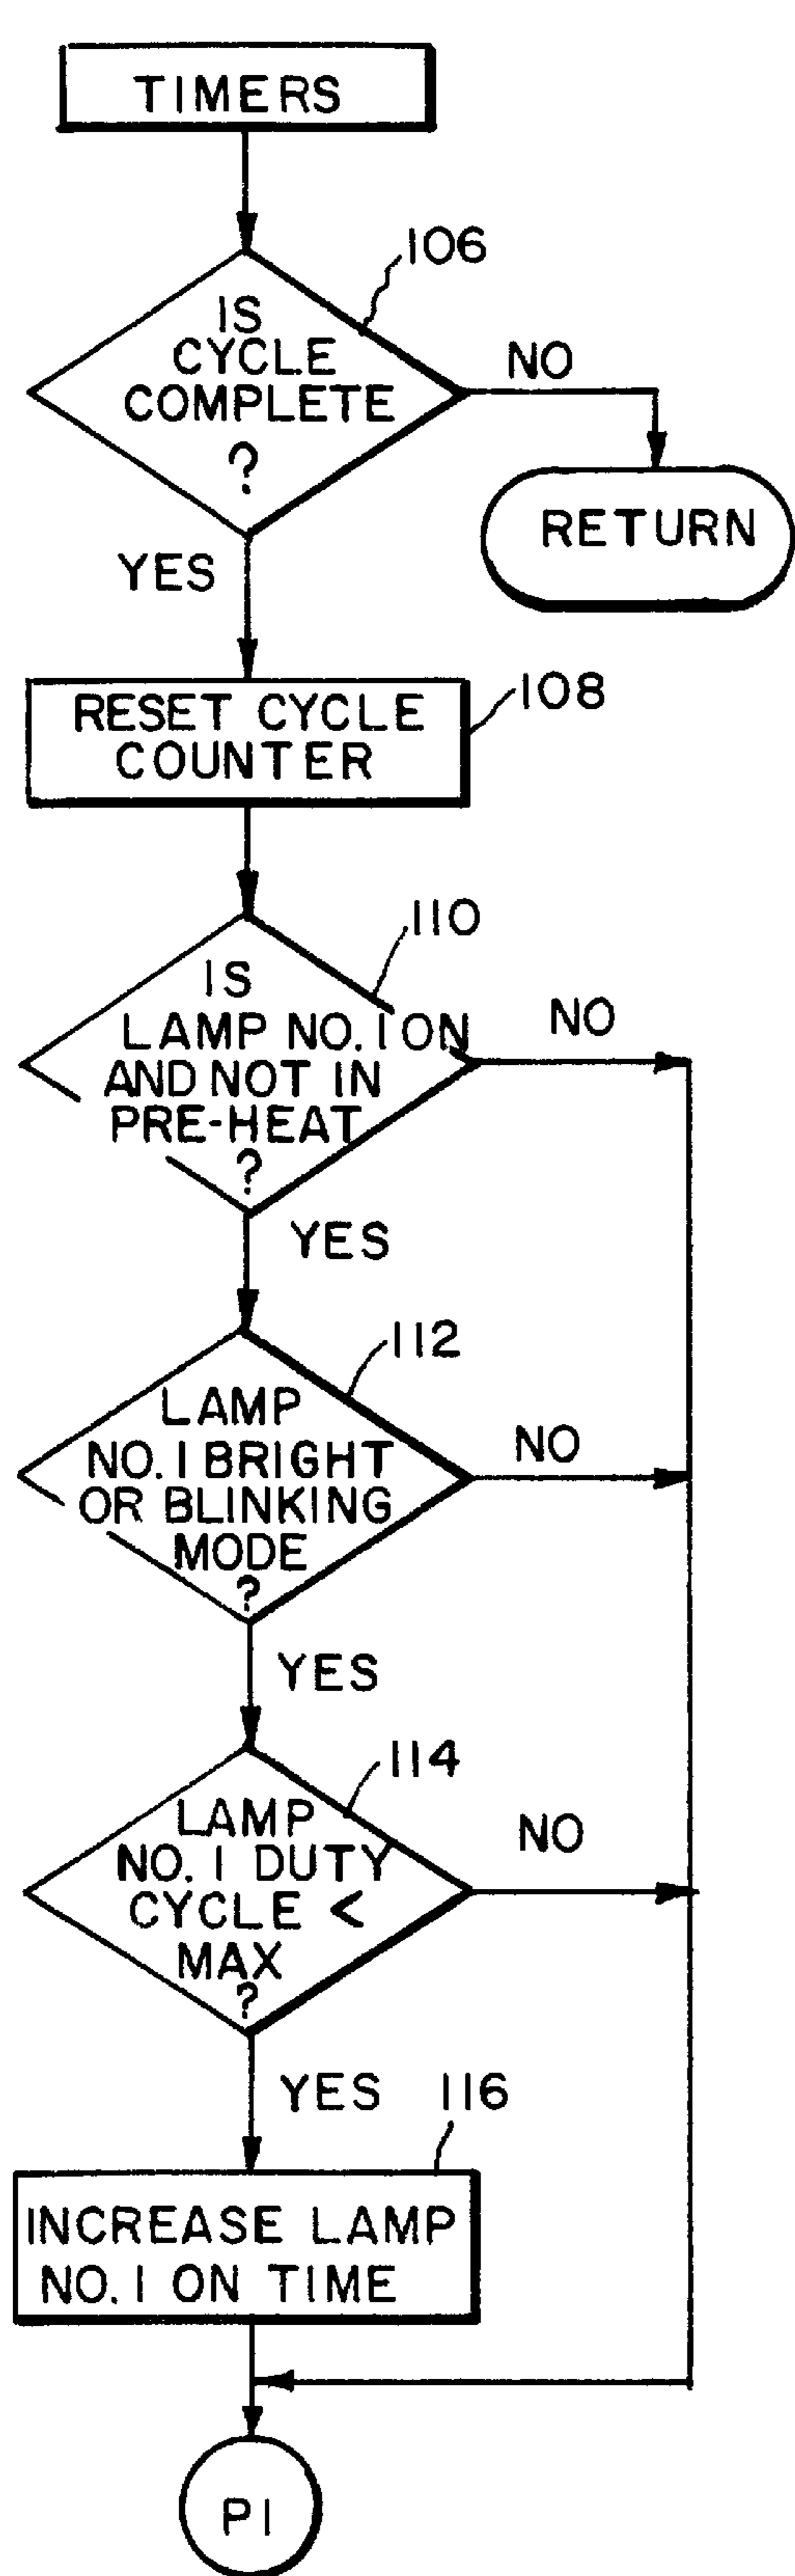 TIMERS
106
IS
CYCLE
COMPLETE
?
NO
RETURN
YES
RESET CYCLE
COUNTER
108
110
IS
LAMP NO. 1 ON
AND NOT IN
PRE-HEAT
?
NO
YES
112
LAMP
NO. 1 BRIGHT
OR BLINKING
MODE
?
NO
YES
114
LAMP
NO. 1 DUTY
CYCLE <
MAX
?
NO
YES
116
INCREASE LAMP
NO. 1 ON TIME
P1